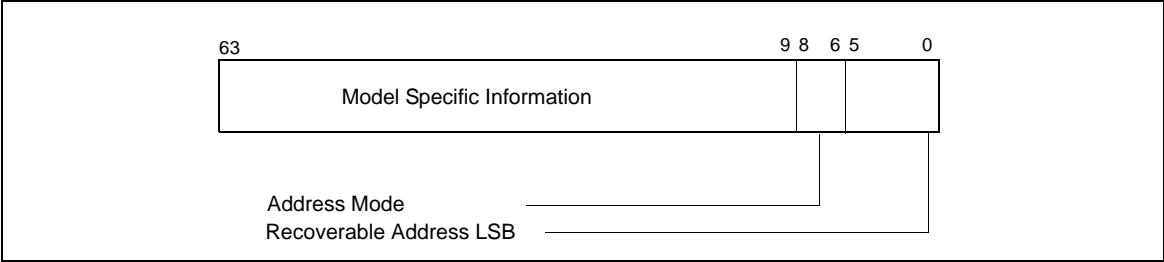 63 9 8 6 5 0
Model Specific Information
Address Mode
Recoverable Address LSB